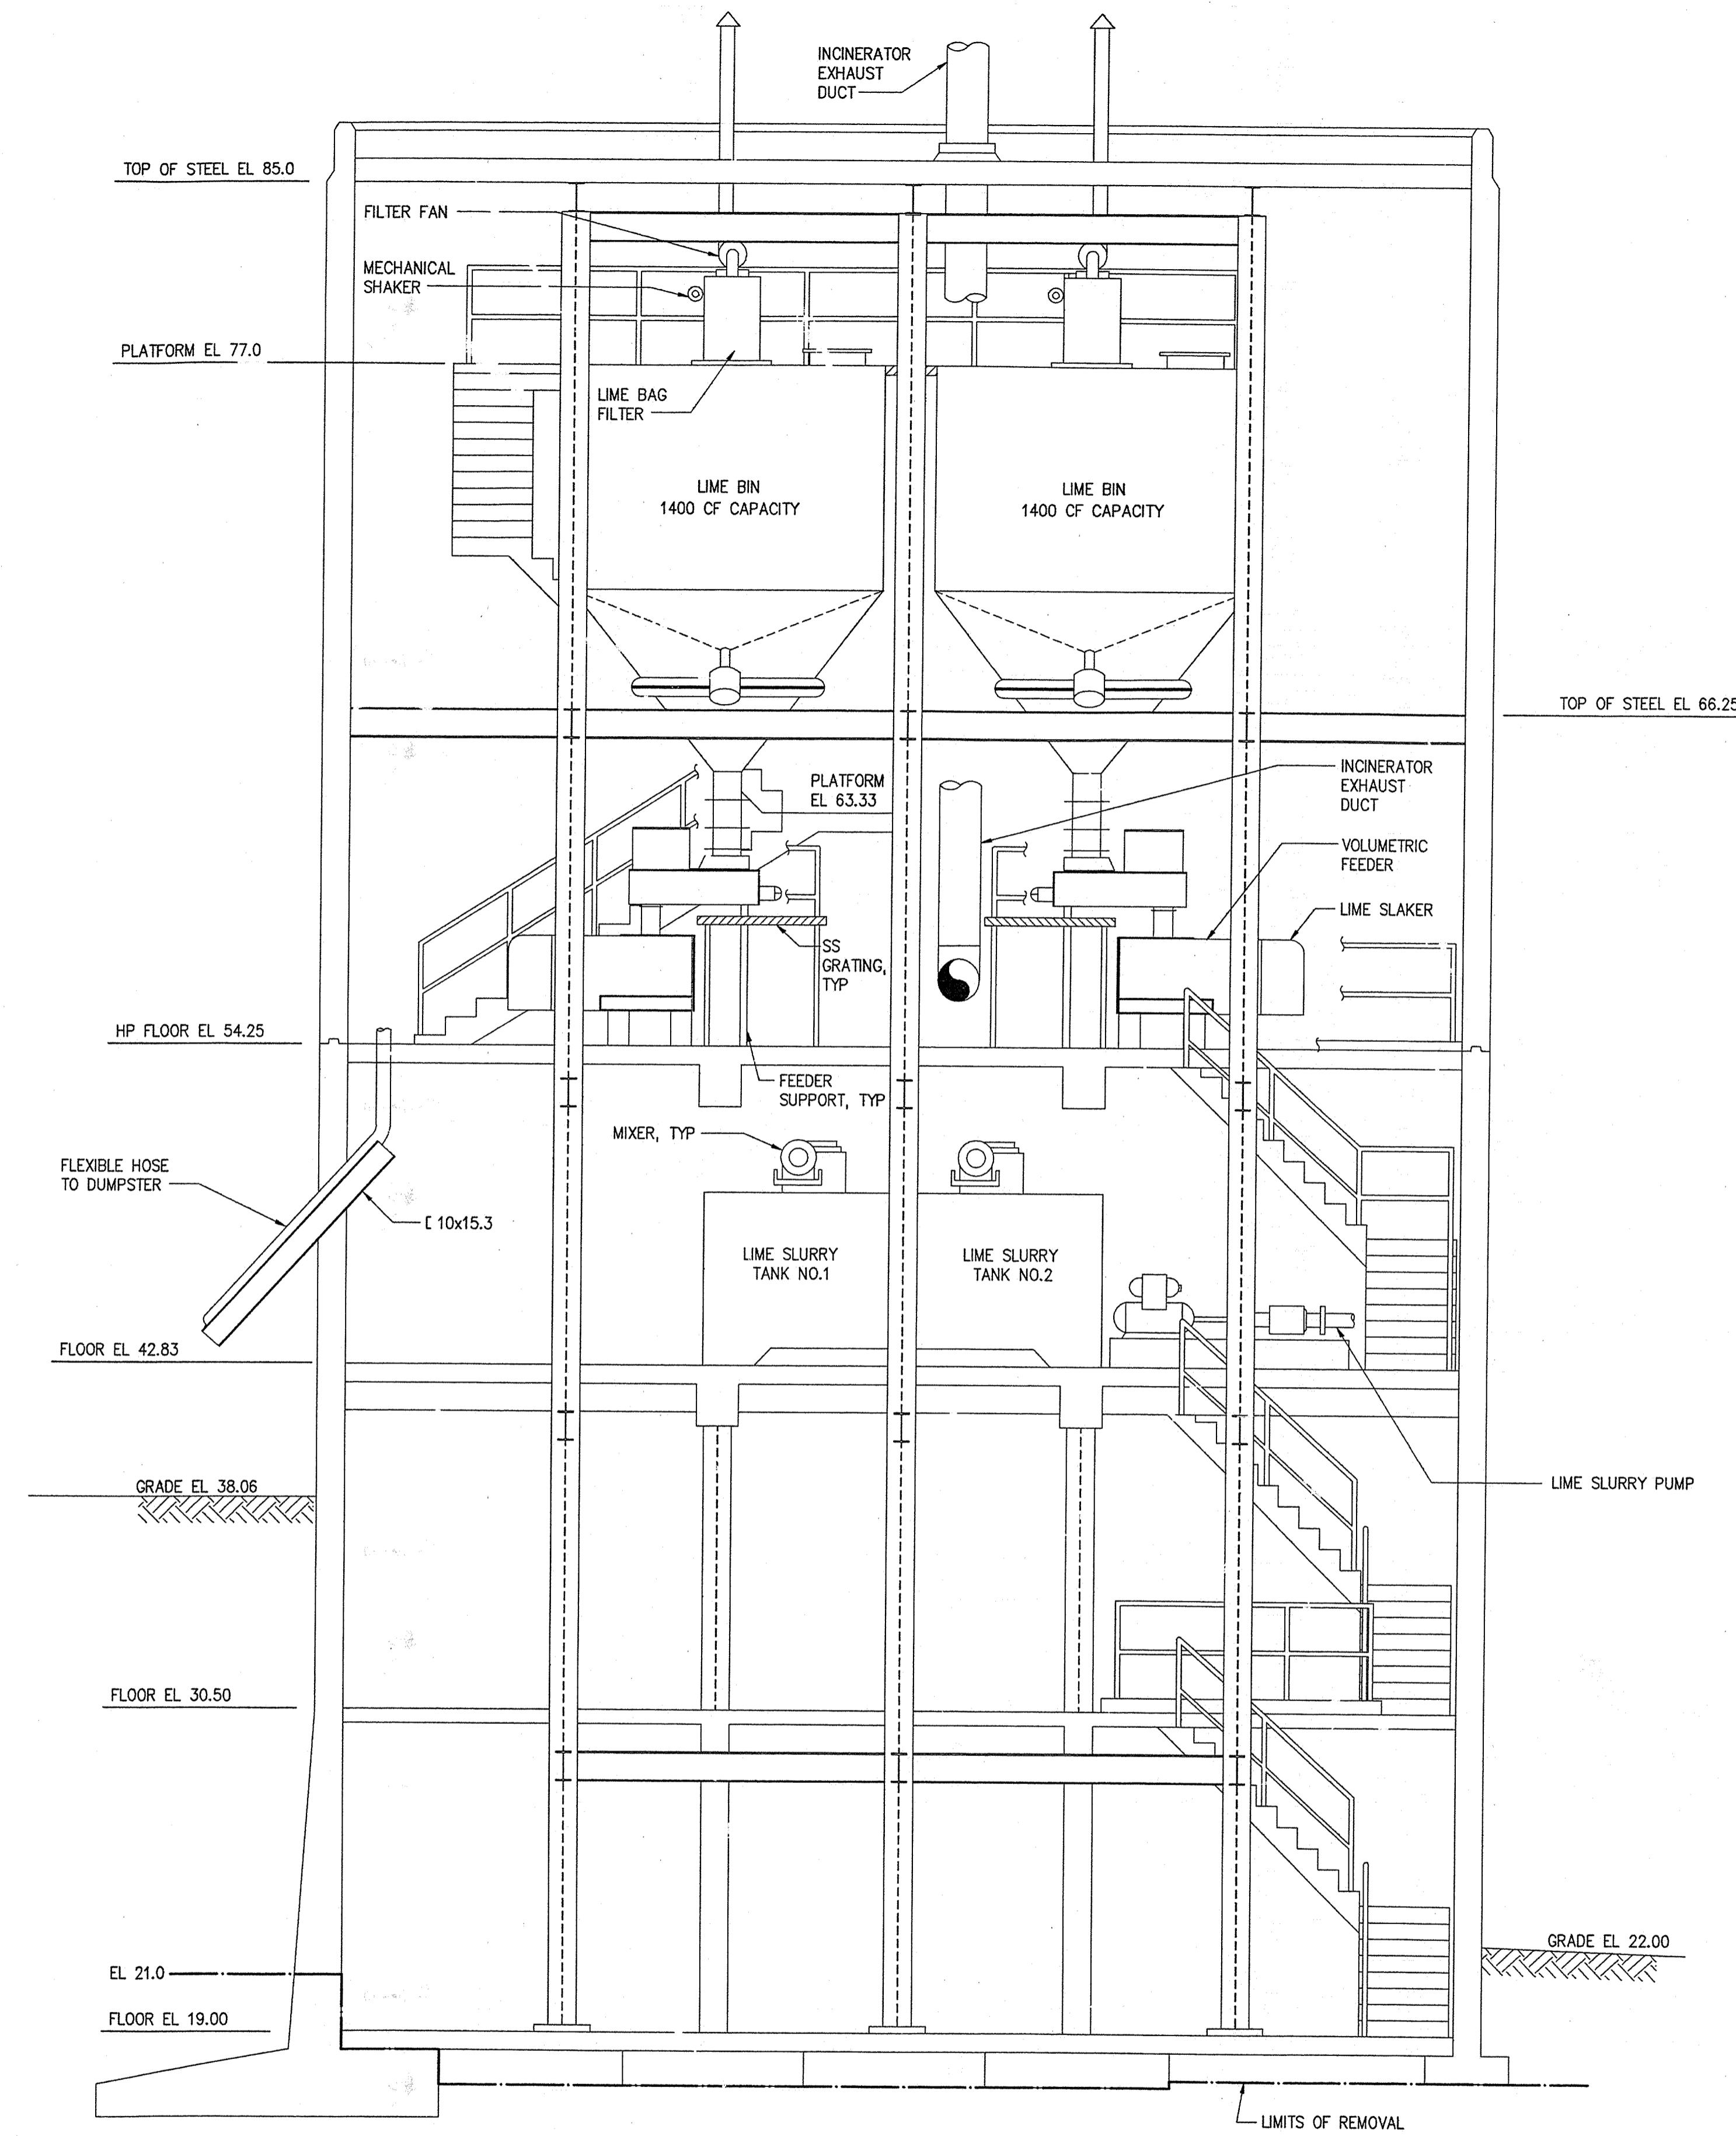 INCINERATOR
EXHAUST
DUCT
TOP OF STEEL EL 85.0
FILTER FAN
MECHANICAL
SHAKER
PLATFORM EL 77.0
LIME BAG
FILTER
LIME BIN
1400 CF CAPACITY
LIME BIN
1400 CF CAPACITY
TOP OF STEEL EL 66.25
PLATFORM
EL 63.33
INCINERATOR
EXHAUST
DUCT
VOLUMETRIC
FEEDER
LIME SLAKER
SS
GRATING,
TYP
HP FLOOR EL 54.25
FEEDER
SUPPORT, TYP
MIXER, TYP
FLEXIBLE HOSE
TO DUMPSTER
[ 10x15.3
LIME SLURRY
TANK NO.1
LIME SLURRY
TANK NO.2
FLOOR EL 42.83
GRADE EL 38.06
LIME SLURRY PUMP
FLOOR EL 30.50
GRADE EL 22.00
EL 21.0
FLOOR EL 19.00
LIMITS OF REMOVAL